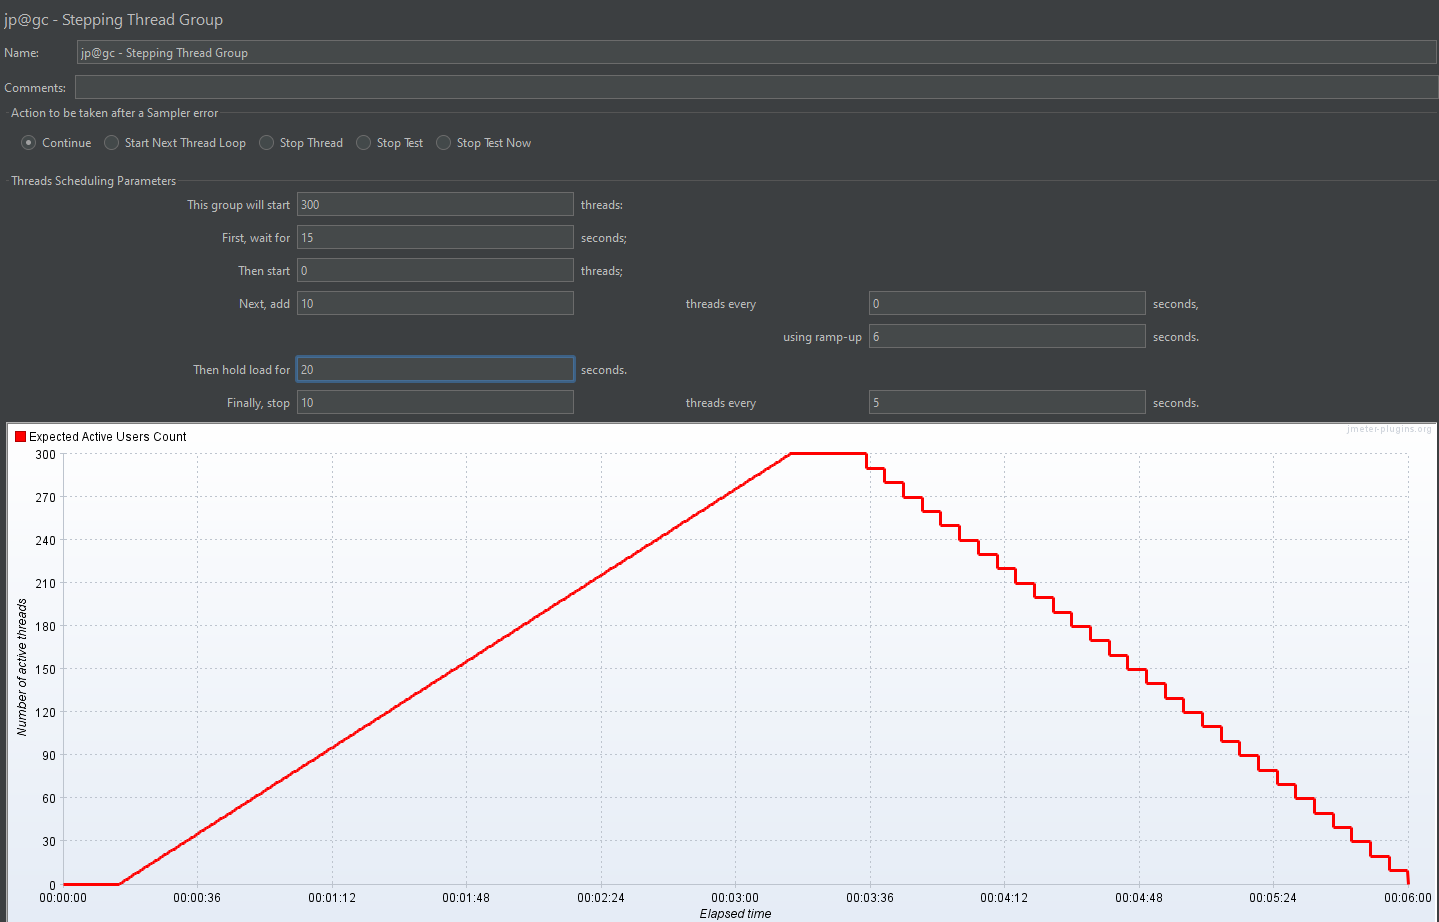 jp@gc - Stepping Thread Group
Name: jp@gc - Stepping Thread Group
Comments:
Action to be taken after a Sampler error
Continue Start Next Thread Loop Stop Thread Stop Test Stop Test Now
Threads Scheduling Parameters
This group will start 300 threads:
First, wait for 15 seconds;
Then start 0 threads;
Next, add 10 threads every 0 seconds,
using ramp-up 6 seconds.
Then hold load for 20 seconds.
Finally, stop 10 threads every 5 seconds.
jmeter-plugins.org
Expected Active Users Count
300
270
240
210
180
150
120
90
60
30
0
Number of active threads
00:00:00 00:00:36 00:01:12 00:01:48 00:02:24 00:03:00 00:03:36 00:04:12 00:04:48 00:05:24 00:06:00
Elapsed time